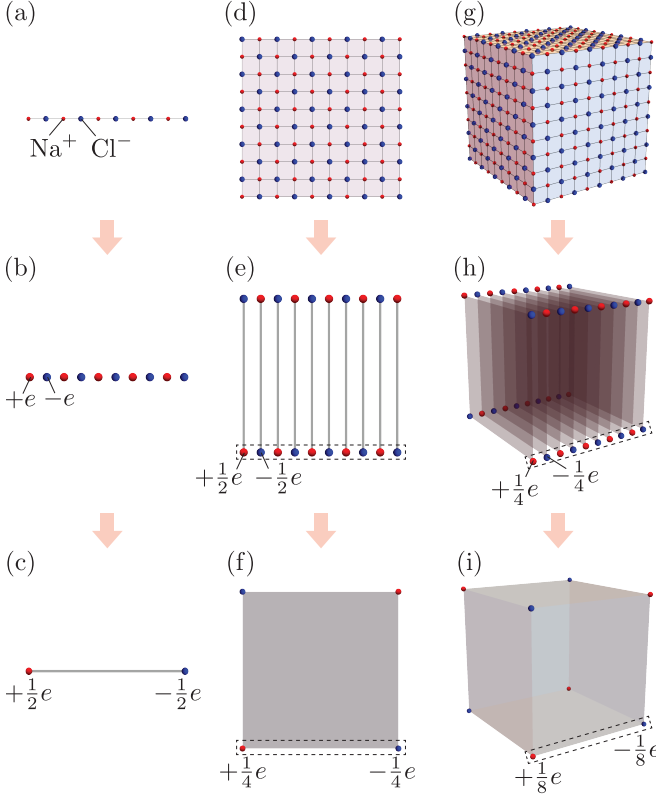 (a)
(d)
(g)
Na⁺ Cl⁻
(b)
(e)
(h)
+e −e
+½e −½e
+¼e −¼e
(c)
(f)
(i)
+½e −½e
+¼e −¼e
+⅛e −⅛e